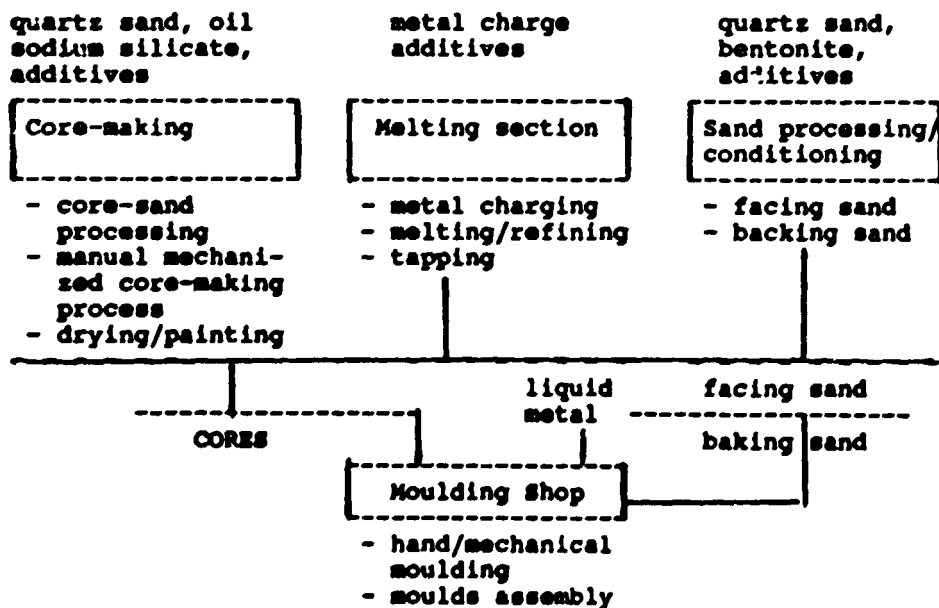 quartz sand, oil
sodium silicate,
additives
metal charge
additives
quartz sand,
bentonite,
additives
Core-making
Melting section
Sand processing/
conditioning
- core-sand
processing
- manual mechani-
zed core-making
process
- drying/painting
- metal charging
- melting/refining
- tapping
- facing sand
- backing sand
CORES
liquid
metal
facing sand
baking sand
Moulding Shop
- hand/mechanical
moulding
- moulds assembly